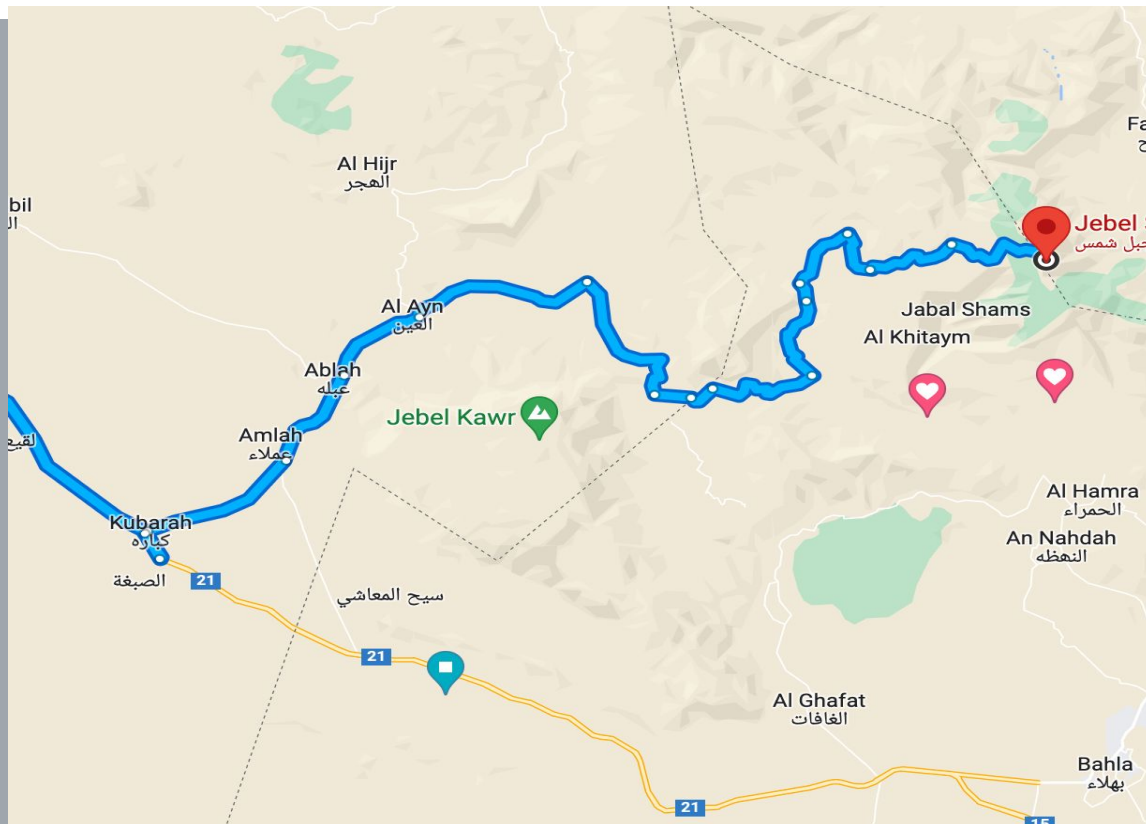 Al Hijr
الهجر
bil
Jebel
جبل شمس
Al Ayn
العين
Jabal Shams
Al Khitaym
Ablah
عبله
Jebel Kawr
Amlah
عملاء
Al Hamra
الحمراء
Kubarah
كباره
An Nahdah
النهظه
الصبغة
21
سيح المعاشي
21
Al Ghafat
الغافات
Bahla
بهلاء
21
15